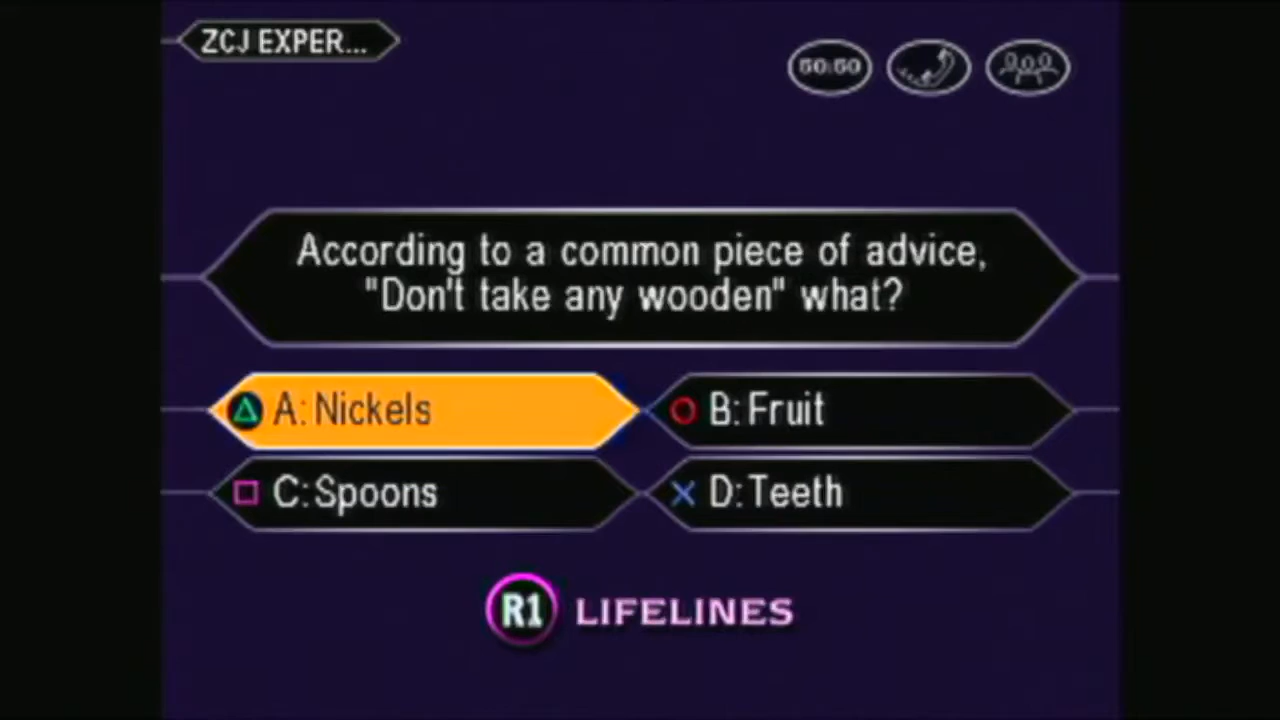 ZCJ EXPER...
50:50
According to a common piece of advice,
"Don't take any wooden" what?
A: Nickels
B: Fruit
C: Spoons
D: Teeth
R1 LIFELINES